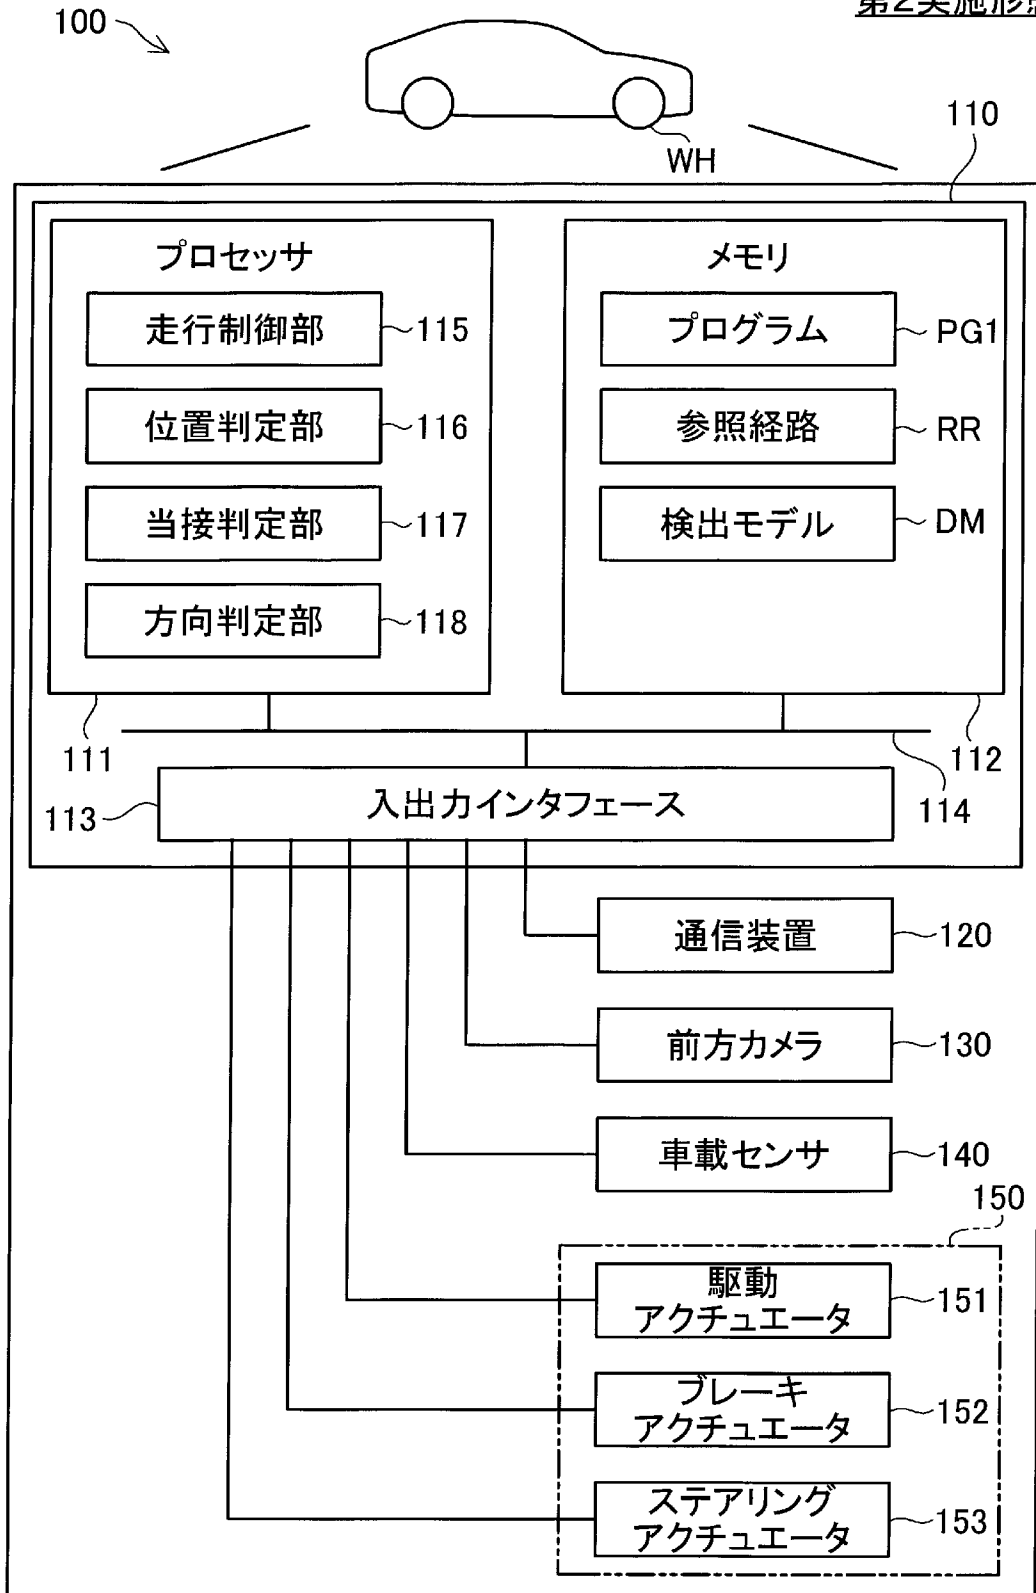 第2実施形態
100
WH
110
プロセッサ
走行制御部
115
位置判定部
116
当接判定部
117
方向判定部
118
メモリ
プログラム
PG1
参照経路
RR
検出モデル
DM
111
112
114
113
入出力インタフェース
通信装置
120
前方カメラ
130
車載センサ
140
150
駆動
アクチュエータ
151
ブレーキ
アクチュエータ
152
ステアリング
アクチュエータ
153